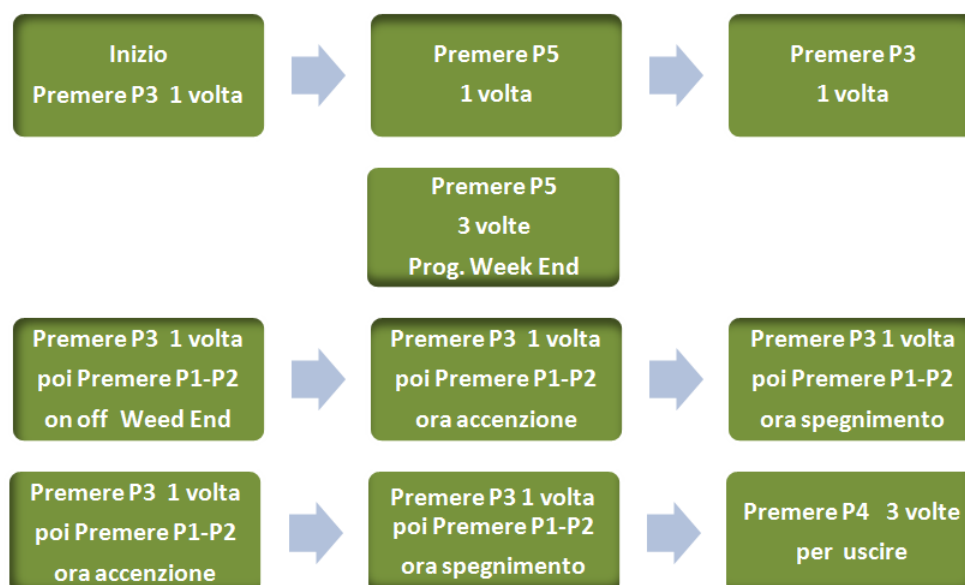 Inizio
Premere P3 1 volta
Premere P5
1 volta
Premere P3
1 volta
Premere P5
3 volte
Prog. Week End
Premere P3 1 volta
poi Premere P1-P2
on off Weed End
Premere P3 1 volta
poi Premere P1-P2
ora accenzione
Premere P3 1 volta
poi Premere P1-P2
ora spegnimento
Premere P3 1 volta
poi Premere P1-P2
ora accenzione
Premere P3 1 volta
poi Premere P1-P2
ora spegnimento
Premere P4 3 volte
per uscire